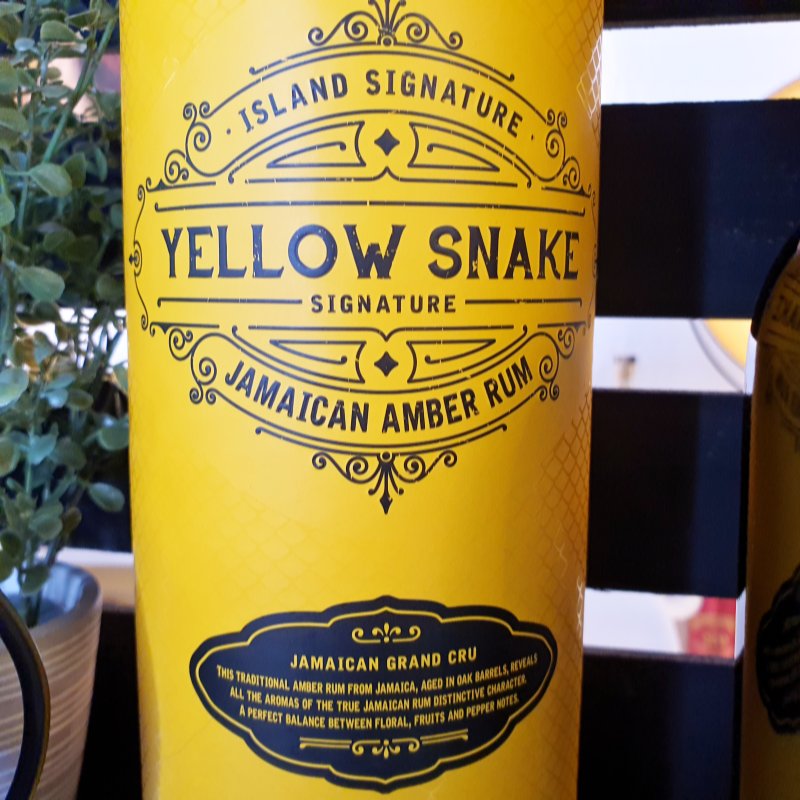 · ISLAND SIGNATURE ·
YELLOW SNAKE
SIGNATURE
JAMAICAN AMBER RUM
JAMAICAN GRAND CRU
THIS TRADITIONAL AMBER RUM FROM JAMAICA, AGED IN OAK BARRELS, REVEALS
ALL THE AROMAS OF THE TRUE JAMAICAN RUM DISTINCTIVE CHARACTER.
A PERFECT BALANCE BETWEEN FLORAL, FRUITS AND PEPPER NOTES.